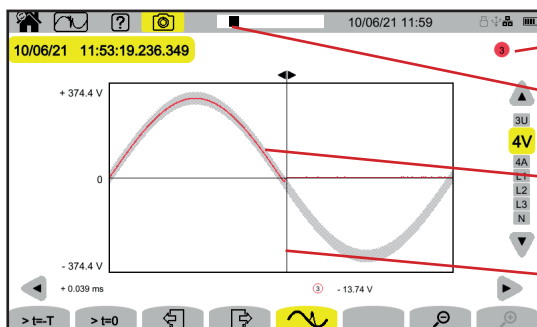 ?
10/06/21 11:59
10/06/21 11:53:19.236.349
3
+ 374.4 V
3U
4V
4A
L1
L2
L3
N
0
- 374.4 V
+ 0.039 ms
3
- 13.74 V
> t=-T
> t=0